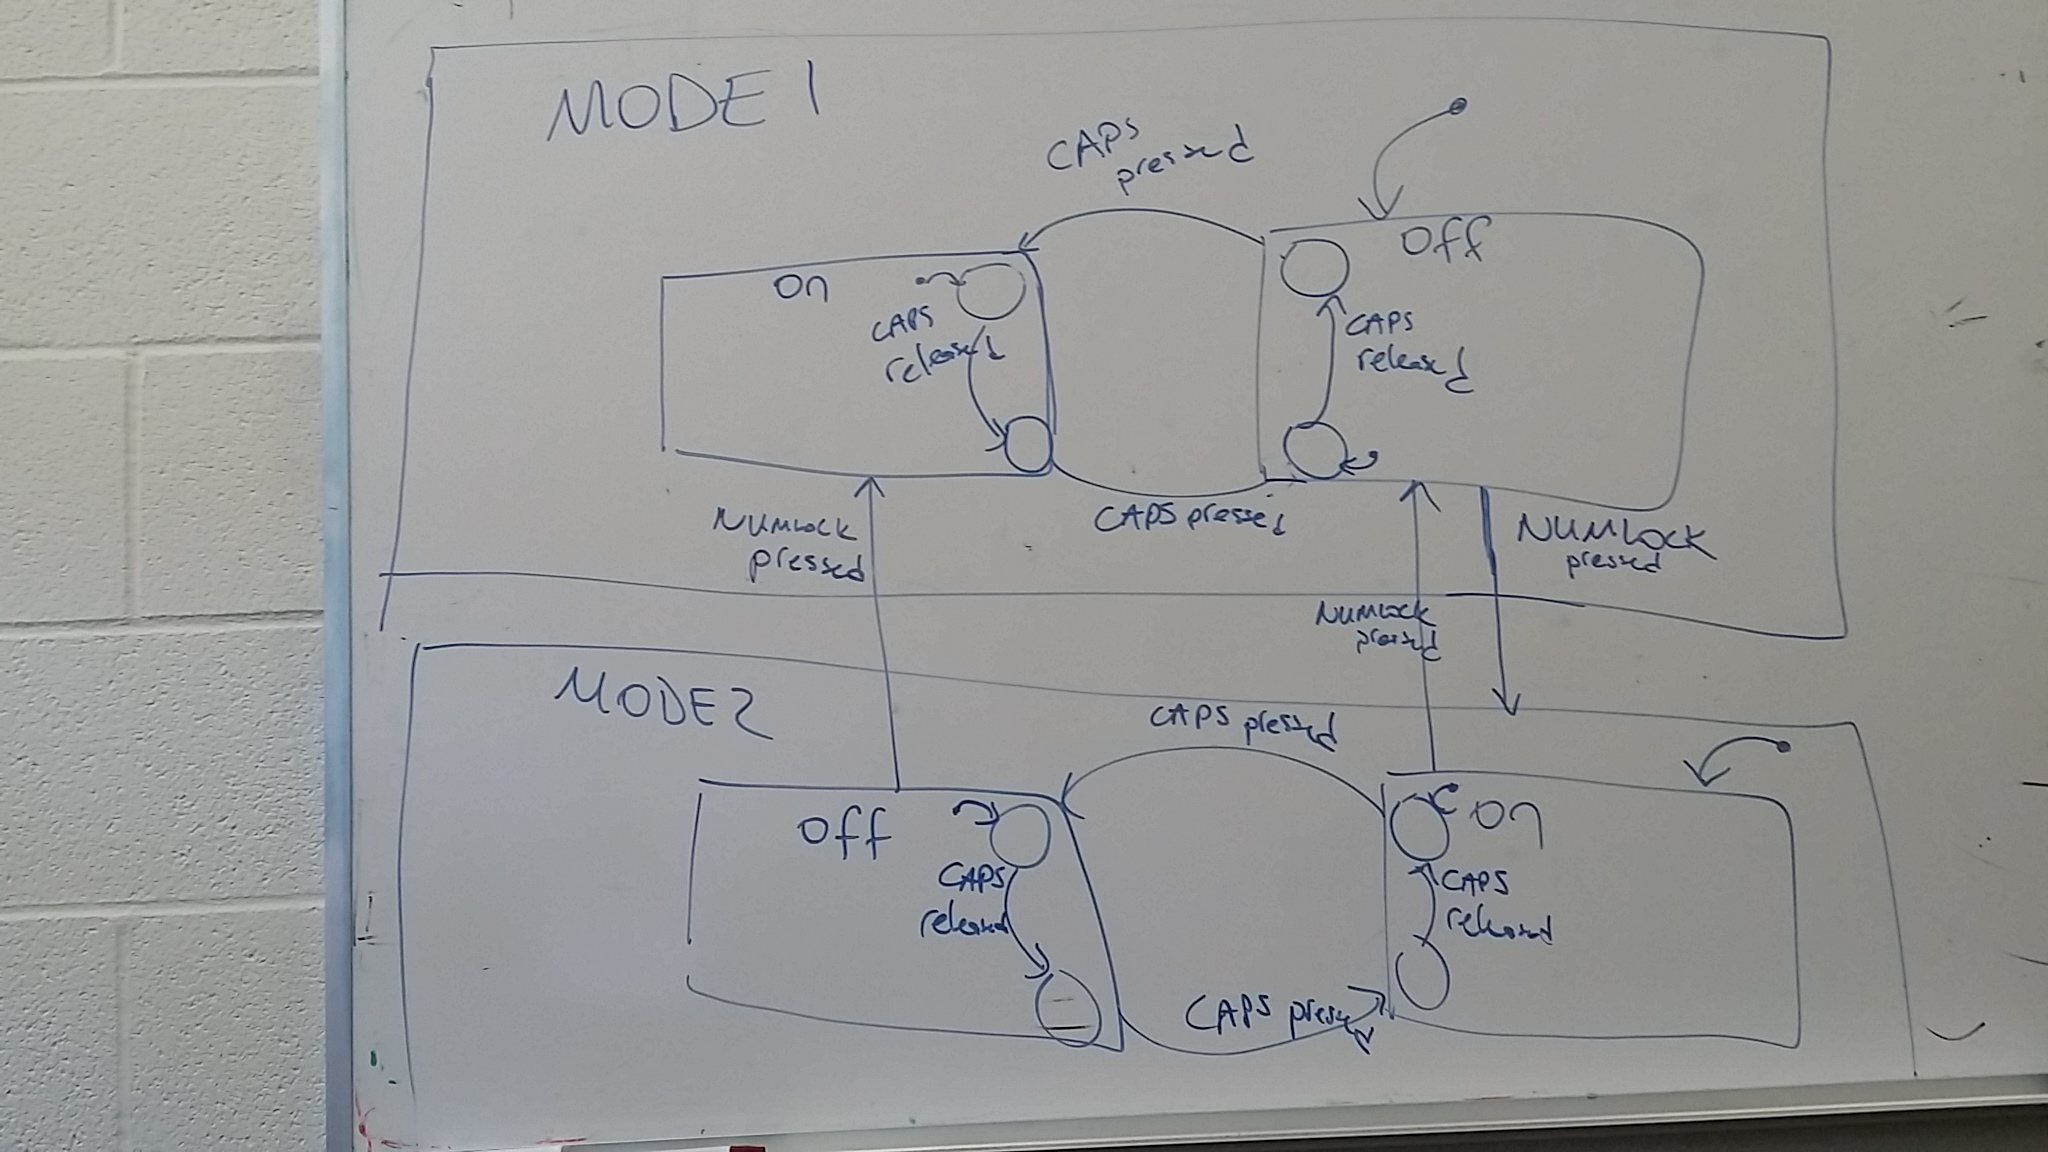 MODE 1
CAPS
pressed
On
CAPS
released
Off
CAPS
released
CAPS pressed
NUMLOCK
pressed
NUMLOCK
pressed
NUMLOCK
pressed
MODE 2
CAPS pressed
Off
CAPS
released
On
CAPS
released
CAPS pressed